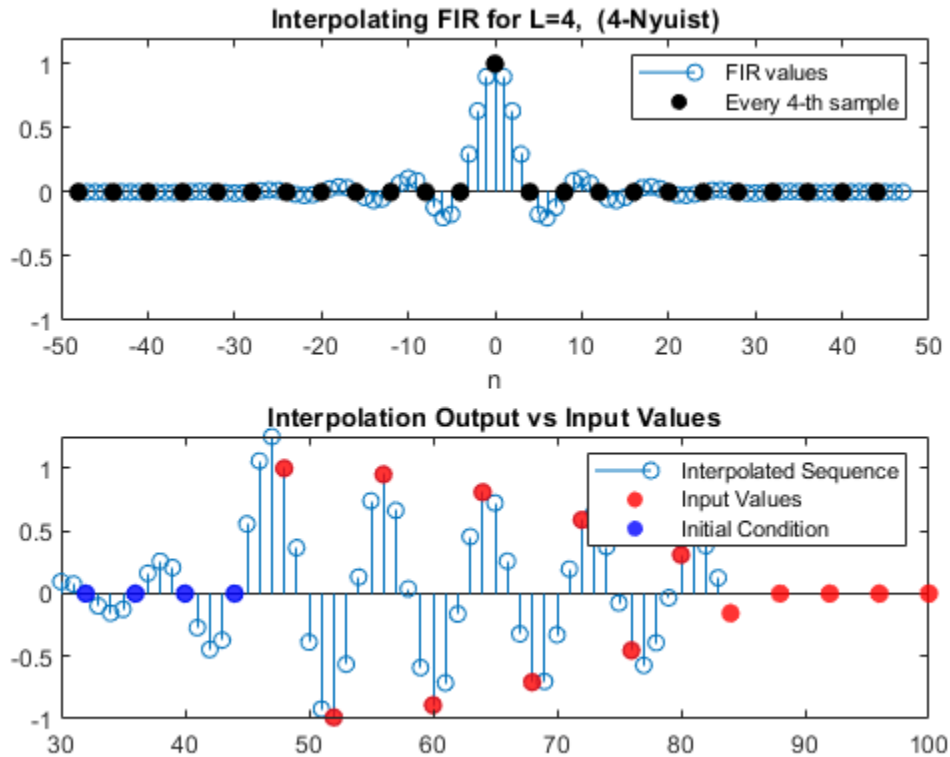 Interpolating FIR for L=4,  (4-Nyuist)
1
0.5
0
-0.5
-1
FIR values
Every 4-th sample
-50 -40 -30 -20 -10 0 10 20 30 40 50
n
Interpolation Output vs Input Values
1
0.5
0
-0.5
-1
Interpolated Sequence
Input Values
Initial Condition
30 40 50 60 70 80 90 100